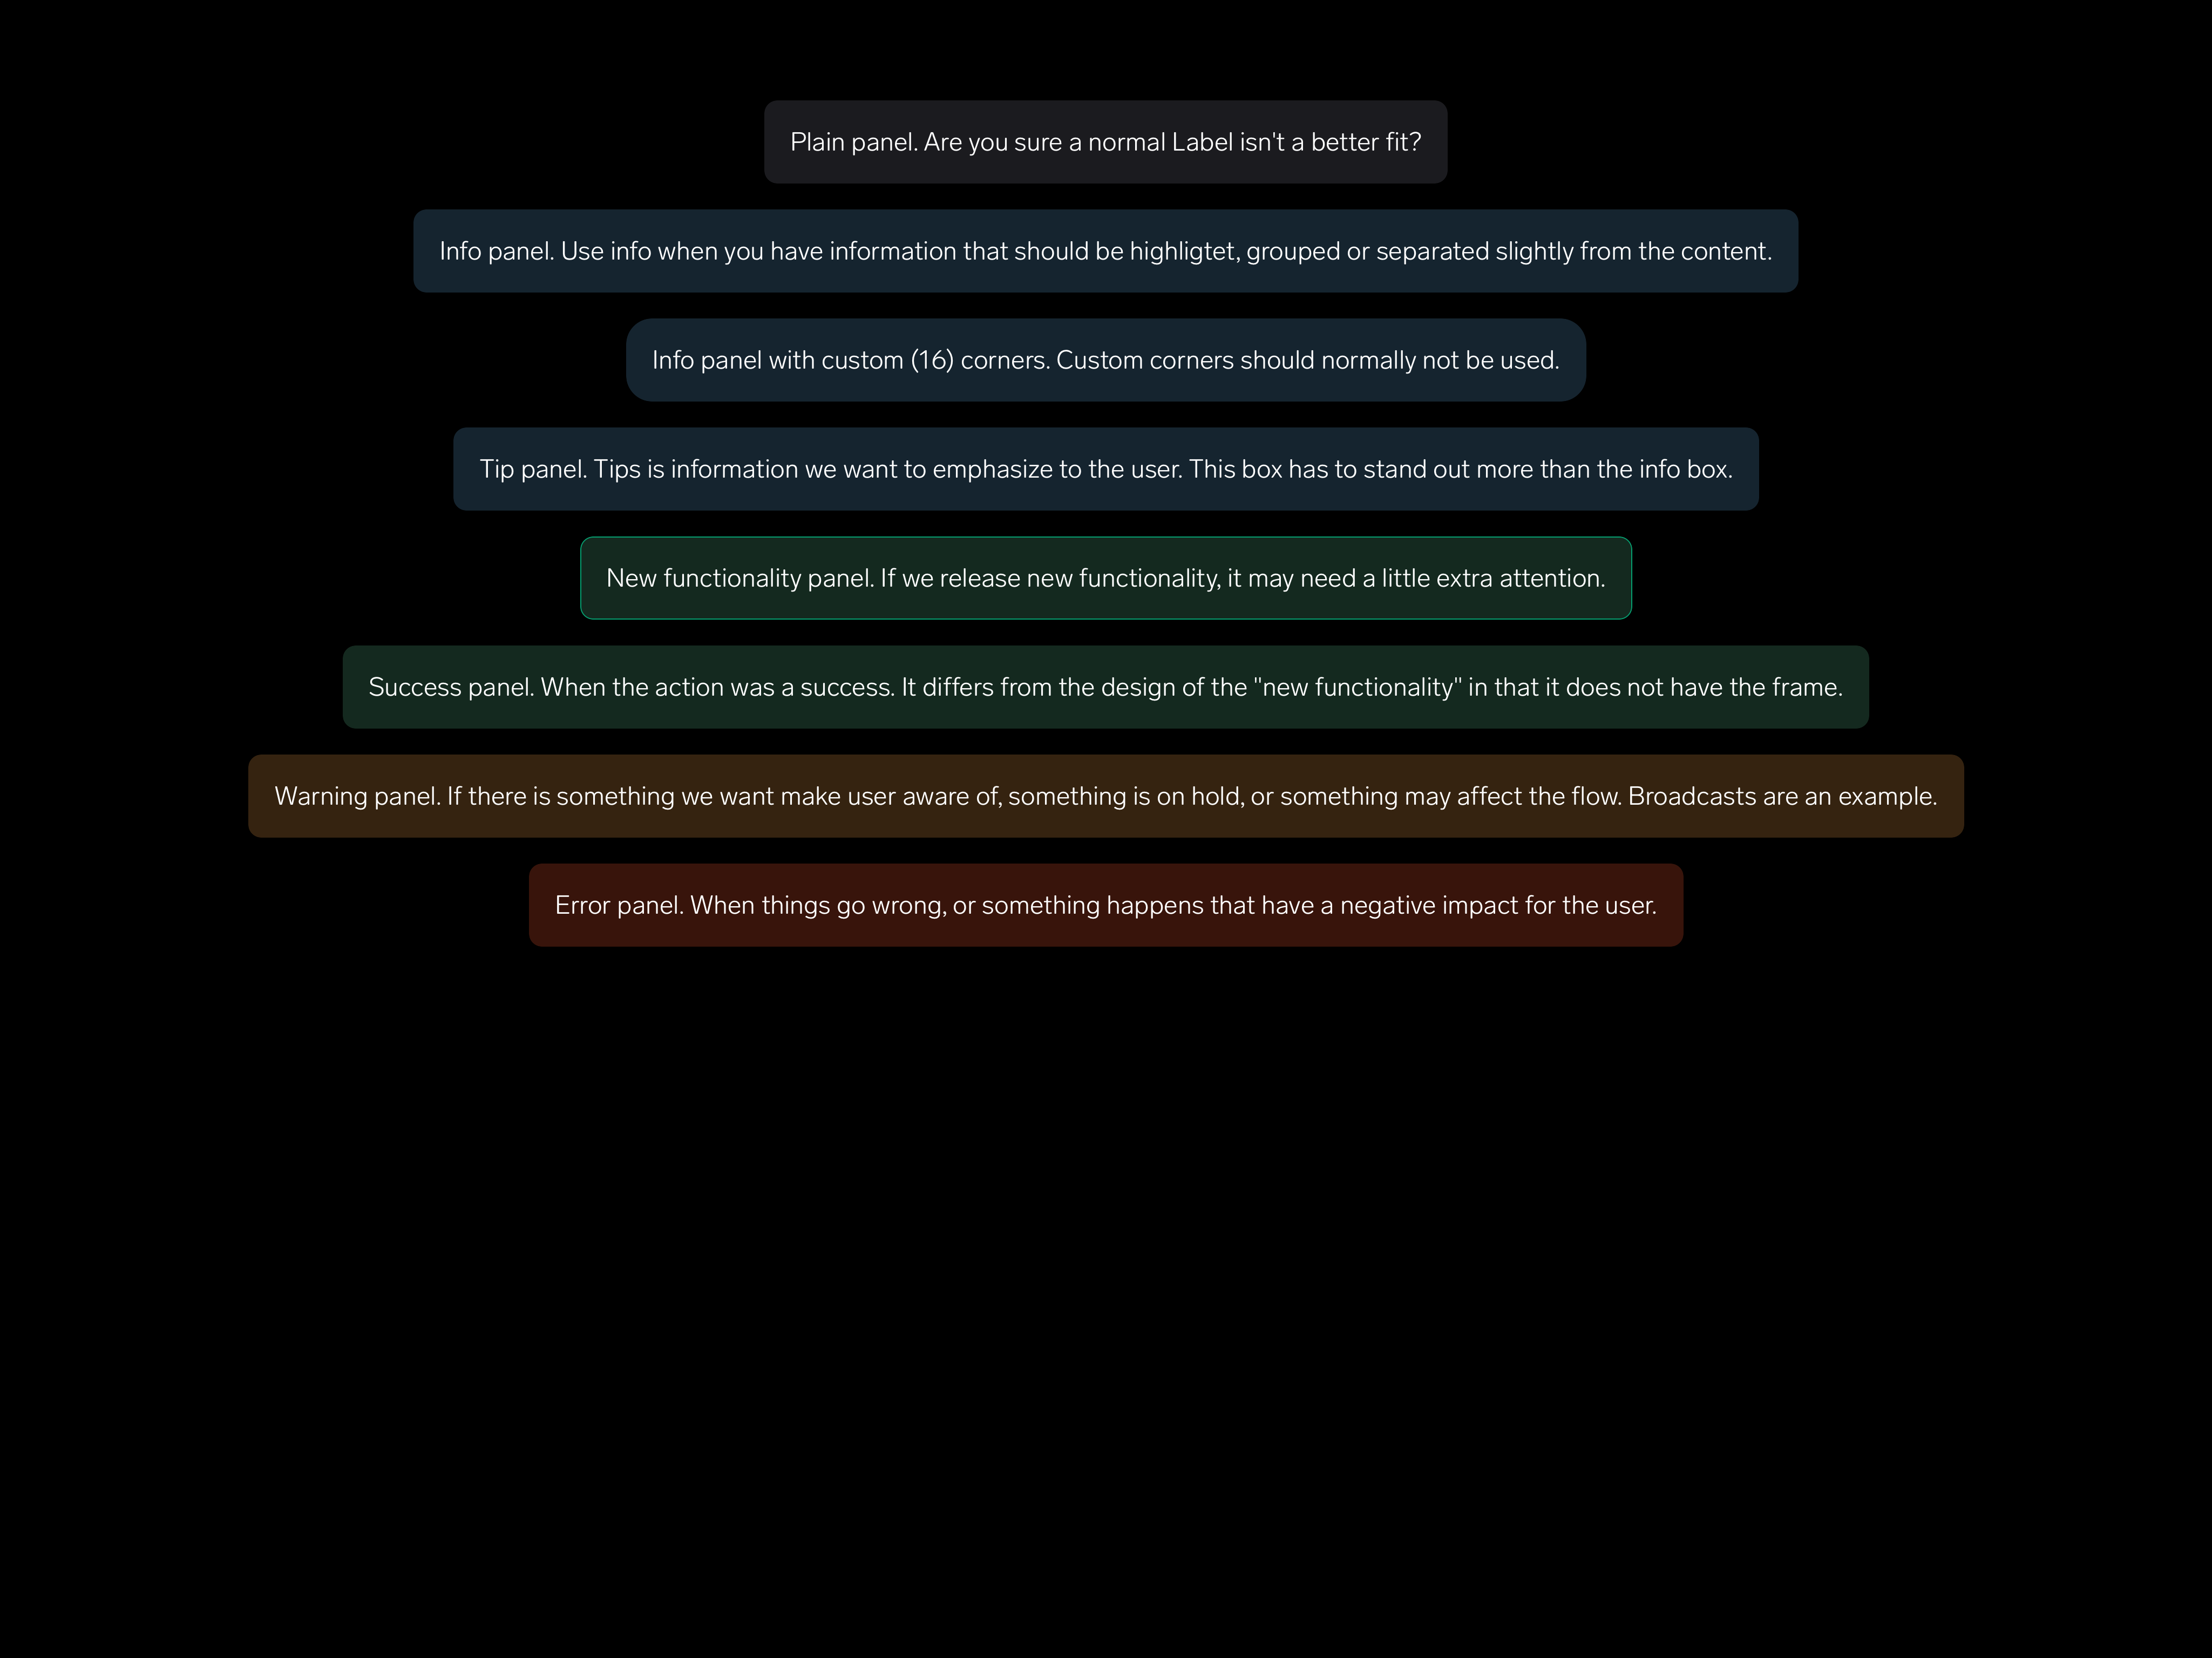 Plain panel. Are you sure a normal Label isn't a better fit?
Info panel. Use info when you have information that should be highligtet, grouped or separated slightly from the content.
Info panel with custom (16) corners. Custom corners should normally not be used.
Tip panel. Tips is information we want to emphasize to the user. This box has to stand out more than the info box.
New functionality panel. If we release new functionality, it may need a little extra attention.
Success panel. When the action was a success. It differs from the design of the "new functionality" in that it does not have the frame.
Warning panel. If there is something we want make user aware of, something is on hold, or something may affect the flow. Broadcasts are an example.
Error panel. When things go wrong, or something happens that have a negative impact for the user.